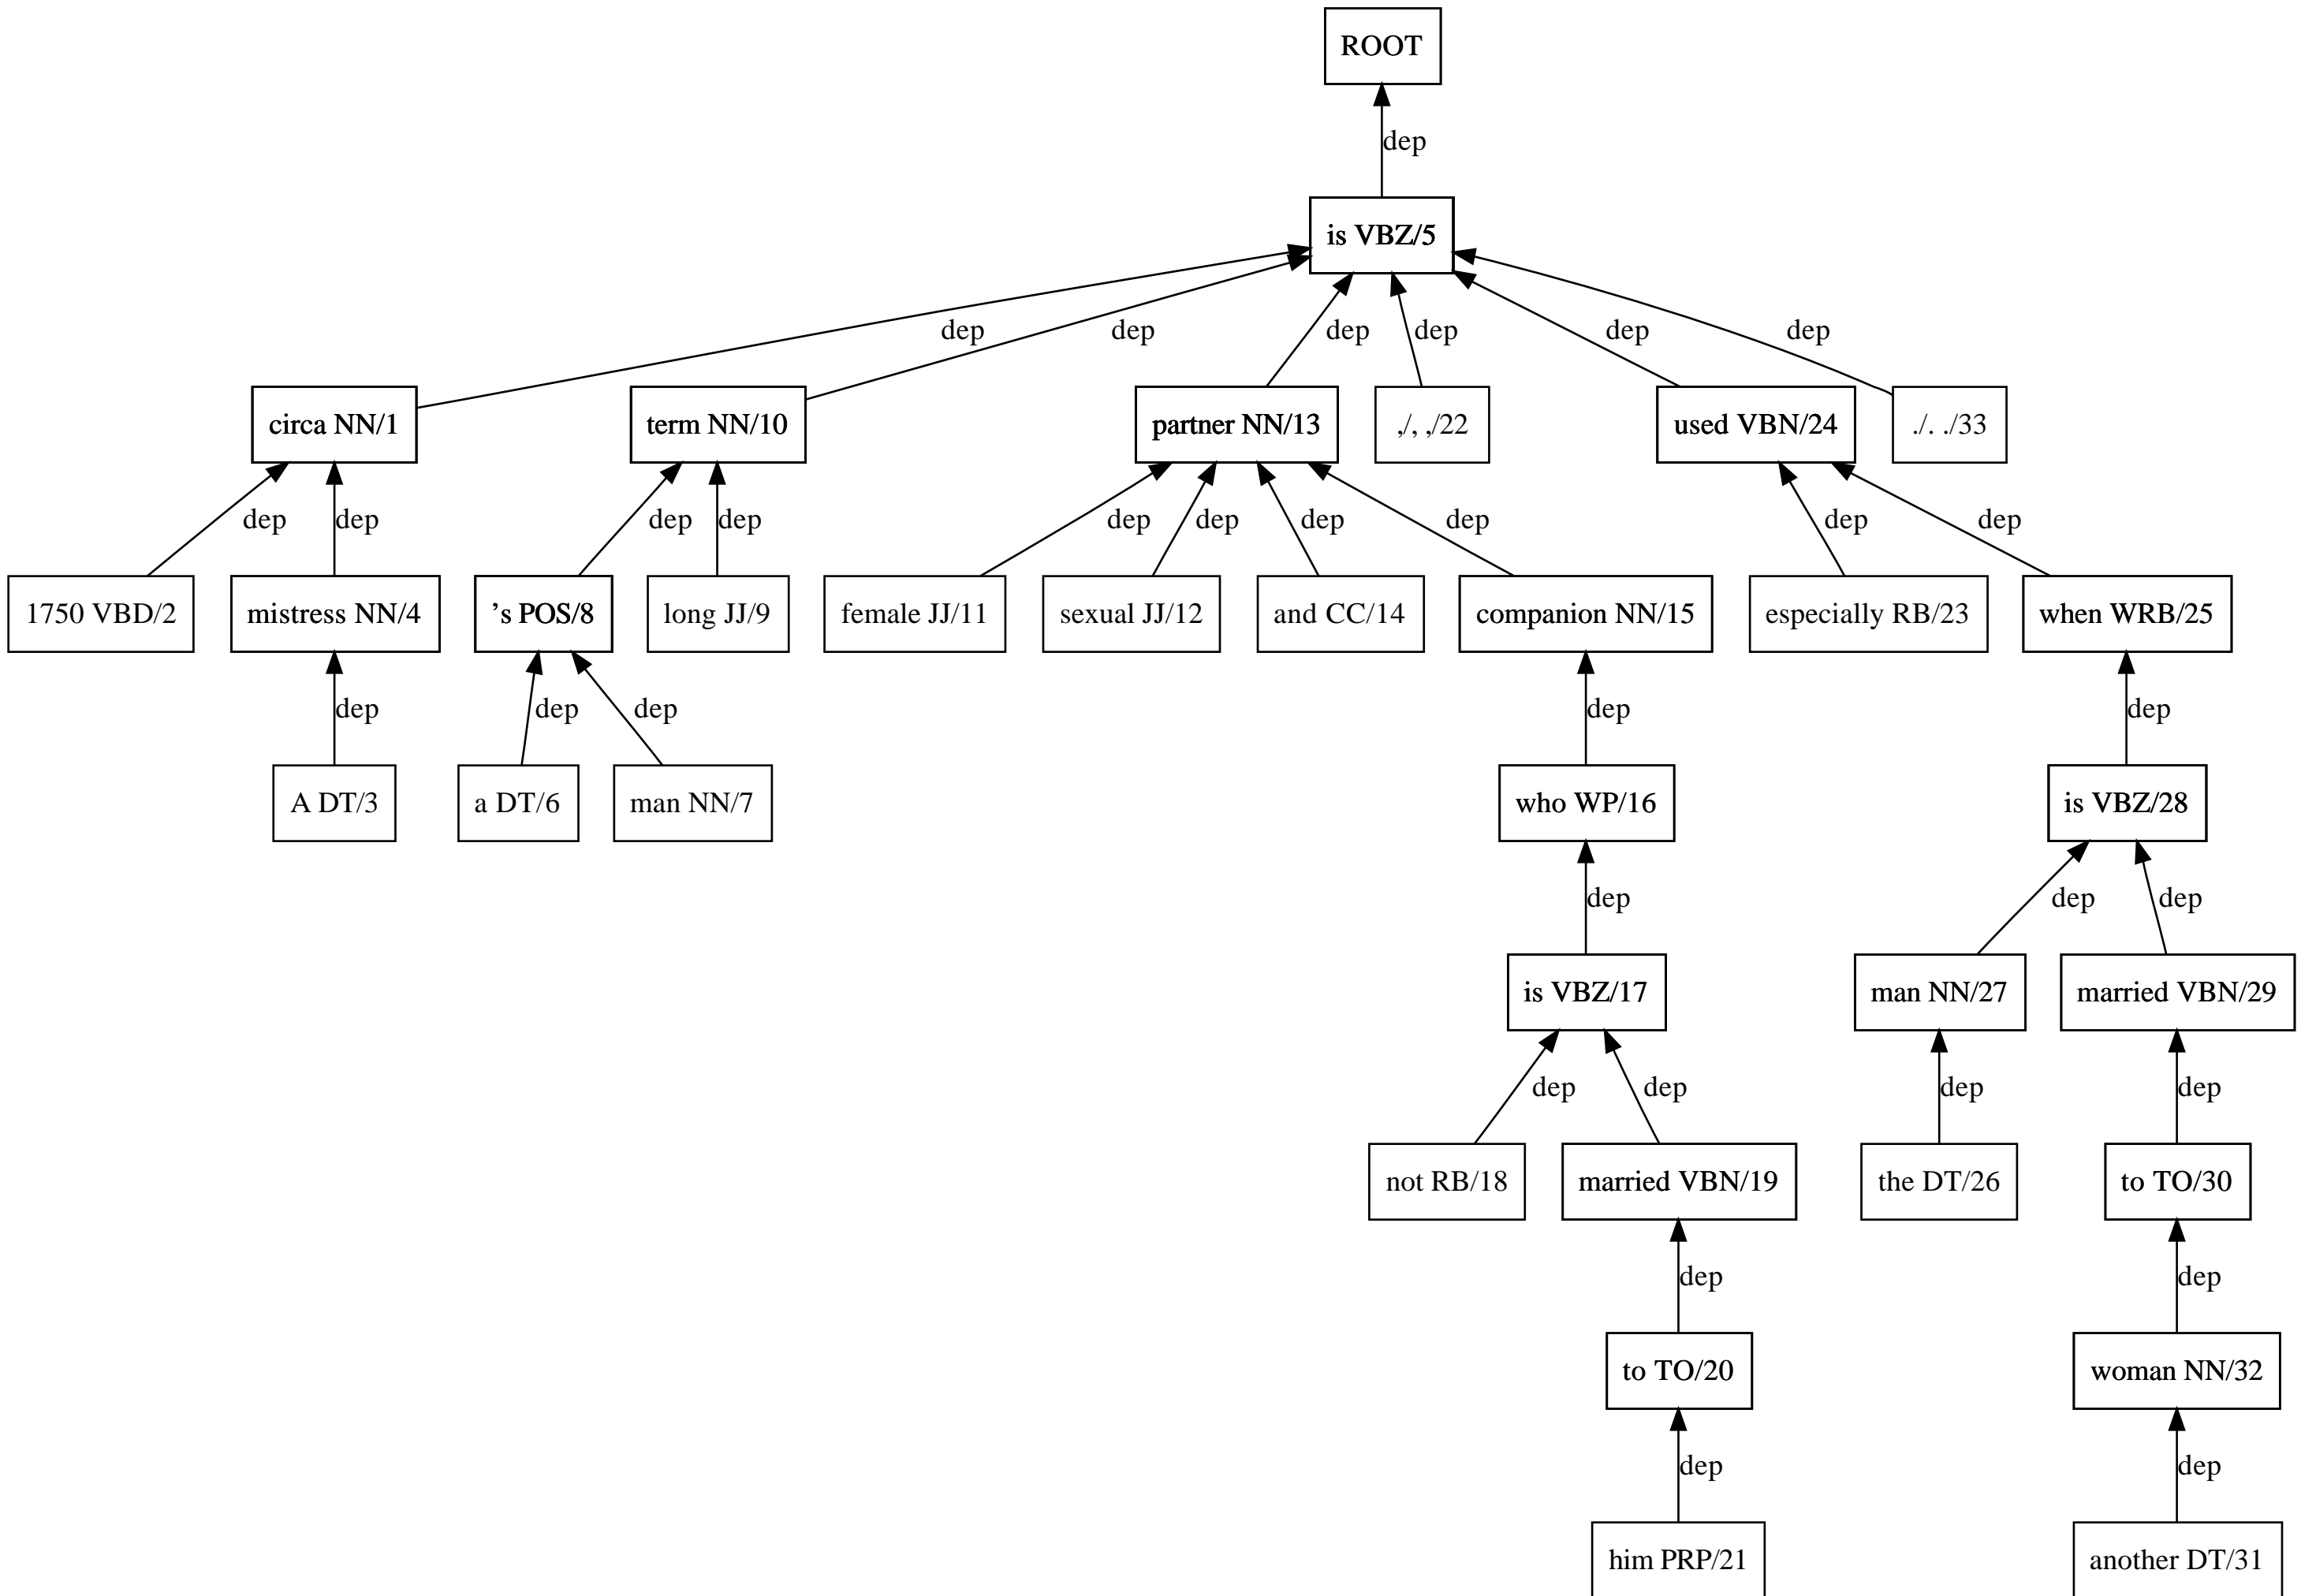 ROOT
dep
is VBZ/5
dep dep dep dep dep dep
circa NN/1 term NN/10 partner NN/13 ,/, ,/22 used VBN/24 ./. ./33
dep dep dep dep dep dep dep dep dep dep
1750 VBD/2 mistress NN/4 's POS/8 long JJ/9 female JJ/11 sexual JJ/12 and CC/14 companion NN/15 especially RB/23 when WRB/25
dep dep dep dep dep
A DT/3 a DT/6 man NN/7 who WP/16 is VBZ/28
dep dep dep
is VBZ/17 man NN/27 married VBN/29
dep dep dep dep
not RB/18 married VBN/19 the DT/26 to TO/30
dep dep
to TO/20 woman NN/32
dep dep
him PRP/21 another DT/31